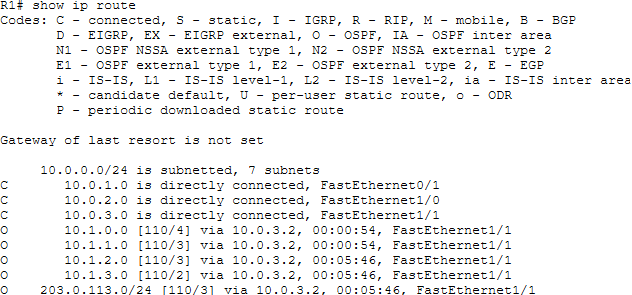 R1# show ip route
Codes: C - connected, S - static, I - IGRP, R - RIP, M - mobile, B - BGP
       D - EIGRP, EX - EIGRP external, O - OSPF, IA - OSPF inter area
       N1 - OSPF NSSA external type 1, N2 - OSPF NSSA external type 2
       E1 - OSPF external type 1, E2 - OSPF external type 2, E - EGP
       i - IS-IS, L1 - IS-IS level-1, L2 - IS-IS level-2, ia - IS-IS inter area
       * - candidate default, U - per-user static route, o - ODR
       P - periodic downloaded static route
Gateway of last resort is not set
     10.0.0.0/24 is subnetted, 7 subnets
C       10.0.1.0 is directly connected, FastEthernet0/1
C       10.0.2.0 is directly connected, FastEthernet1/0
C       10.0.3.0 is directly connected, FastEthernet1/1
O       10.1.0.0 [110/4] via 10.0.3.2, 00:00:54, FastEthernet1/1
O       10.1.1.0 [110/3] via 10.0.3.2, 00:00:54, FastEthernet1/1
O       10.1.2.0 [110/3] via 10.0.3.2, 00:05:46, FastEthernet1/1
O       10.1.3.0 [110/2] via 10.0.3.2, 00:05:46, FastEthernet1/1
O    203.0.113.0/24 [110/3] via 10.0.3.2, 00:05:46, FastEthernet1/1